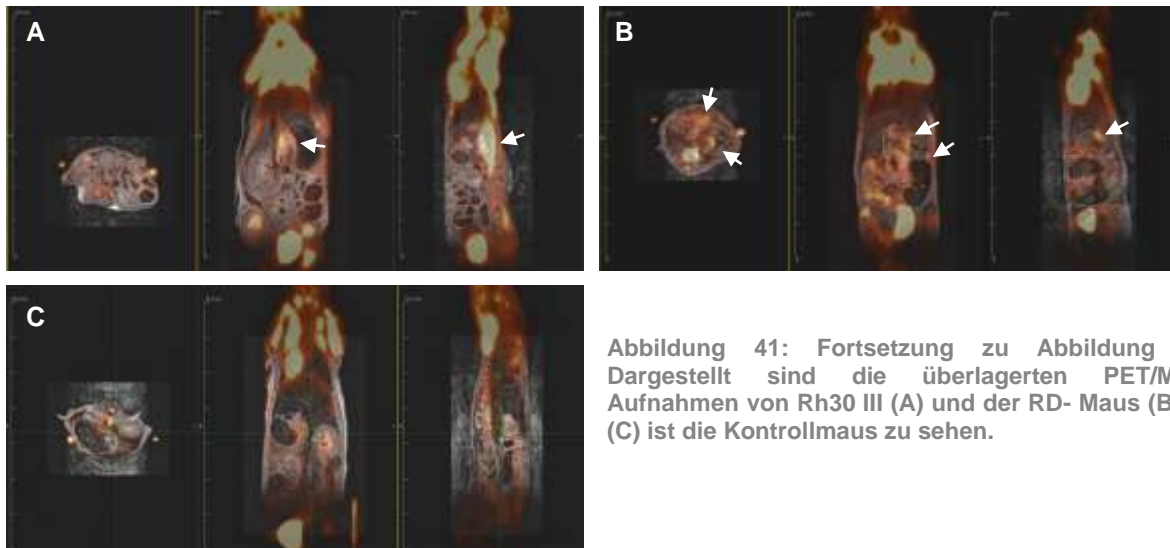 A
B
C
Abbildung 41: Fortsetzung zu Abbildung
Dargestellt sind die überlagerten
Aufnahmen von Rh30 III (A) und der RD- Maus
(C) ist die Kontrollmaus zu sehen.